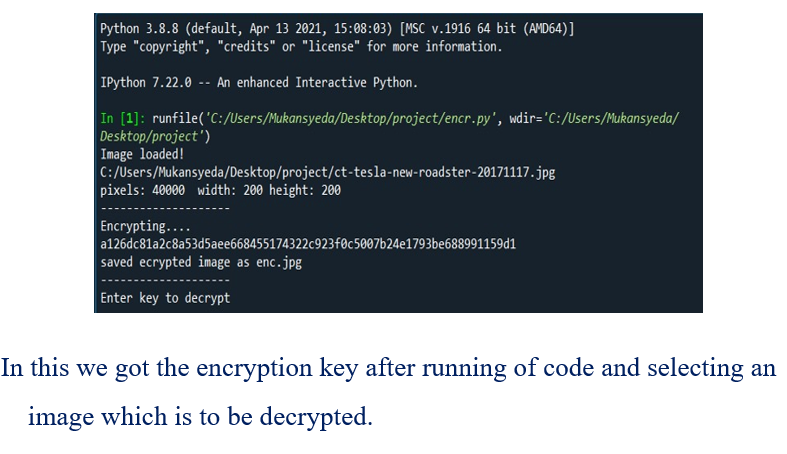 Python 3.8.8 (default, Apr 13 2021, 15:08:03) [MSC v.1916 64 bit (AMD64)]
Type "copyright", "credits" or "license" for more information.
IPython 7.22.0 -- An enhanced Interactive Python.
In [1]: runfile('C:/Users/Mukansyeda/Desktop/project/encr.py', wdir='C:/Users/Mukansyeda/
Desktop/project')
Image loaded!
C:/Users/Mukansyeda/Desktop/project/ct-tesla-new-roadster-20171117.jpg
pixels: 40000  width: 200 height: 200
--------------------
Encrypting....
a126dc81a2c8a53d5aee668455174322c923f0c5007b24e1793be688991159d1
saved ecrypted image as enc.jpg
--------------------
Enter key to decrypt
In this we got the encryption key after running of code and selecting an
image which is to be decrypted.